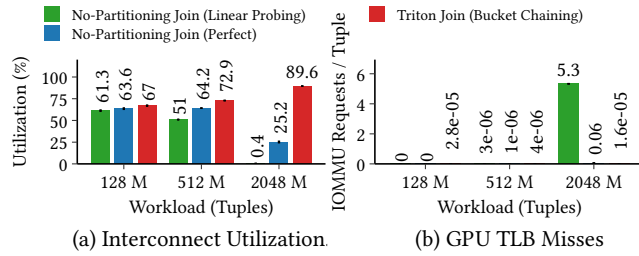 No-Partitioning Join (Linear Probing)
No-Partitioning Join (Perfect)
Triton Join (Bucket Chaining)
Utilization (%)
100
75
50
25
0
61.3
63.6
67
51
64.2
72.9
0.4
25.2
89.6
128 M
512 M
2048 M
Workload (Tuples)
(a) Interconnect Utilization.
IOMMU Requests / Tuple
6
4
2
0
0
0
2.8e-05
3e-06
1e-06
4e-06
5.3
0.06
1.6e-05
128 M
512 M
2048 M
Workload (Tuples)
(b) GPU TLB Misses